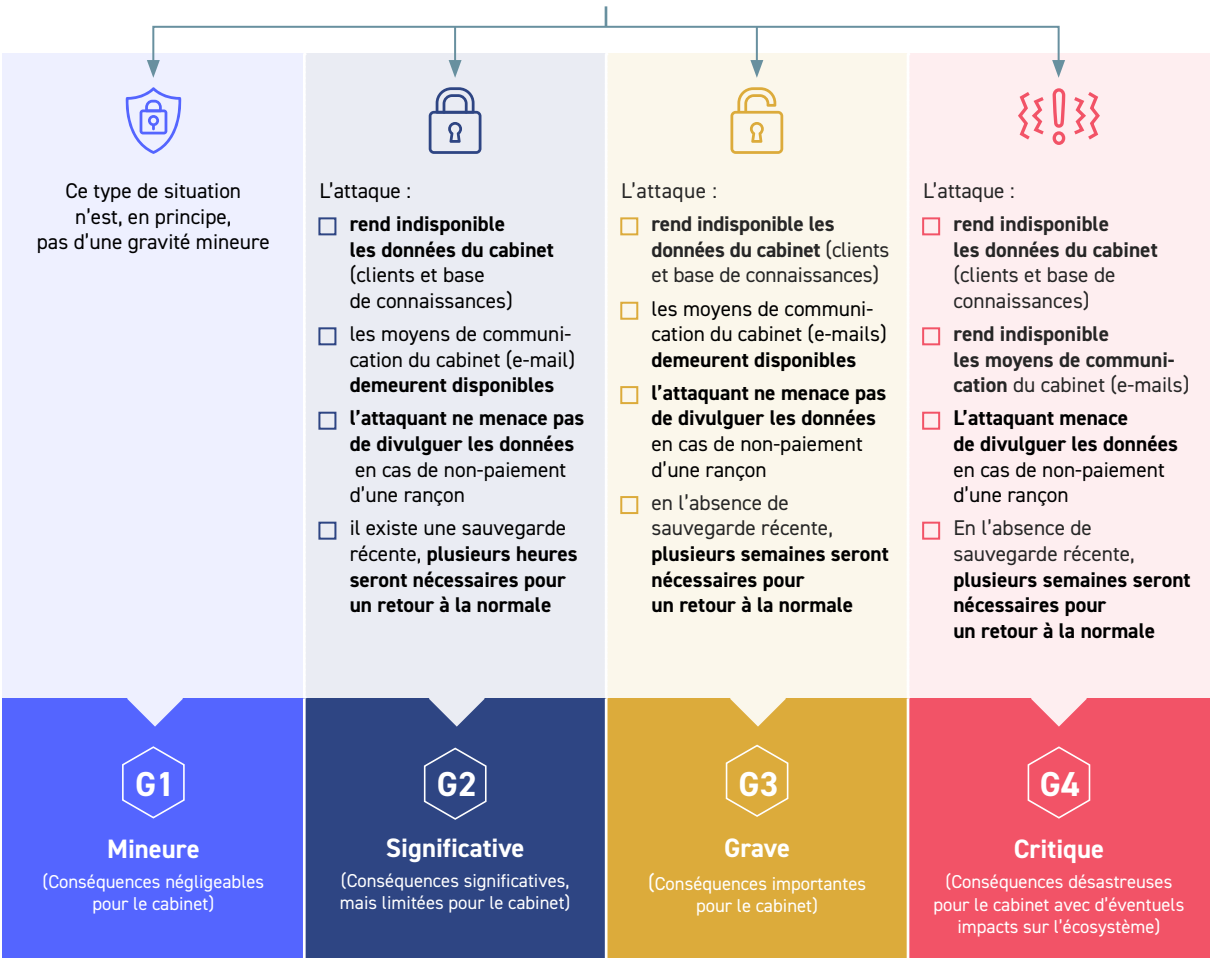 Ce type de situation
n'est, en principe,
pas d'une gravité mineure
L'attaque :
rend indisponible
les données du cabinet
(clients et base
de connaissances)
les moyens de communi-
cation du cabinet (e-mail)
demeurent disponibles
l'attaquant ne menace pas
de divulguer les données
en cas de non-paiement
d'une rançon
il existe une sauvegarde
récente, plusieurs heures
seront nécessaires pour
un retour à la normale
L'attaque :
rend indisponible les
données du cabinet (clients
et base de connaissances)
les moyens de communi-
cation du cabinet (e-mails)
demeurent disponibles
l'attaquant ne menace pas
de divulguer les données
en cas de non-paiement
d'une rançon
en l'absence de
sauvegarde récente,
plusieurs semaines seront
nécessaires pour
un retour à la normale
L'attaque :
rend indisponible
les données du cabinet
(clients et base de
connaissances)
rend indisponible
les moyens de communi-
cation du cabinet (e-mails)
L'attaquant menace
de divulguer les données
en cas de non-paiement
d'une rançon
En l'absence de
sauvegarde récente,
plusieurs semaines seront
nécessaires pour
un retour à la normale
G1
Mineure
(Conséquences négligeables
pour le cabinet)
G2
Significative
(Conséquences significatives,
mais limitées pour le cabinet)
G3
Grave
(Conséquences importantes
pour le cabinet)
G4
Critique
(Conséquences désastreuses
pour le cabinet avec d'éventuels
impacts sur l'écosystème)